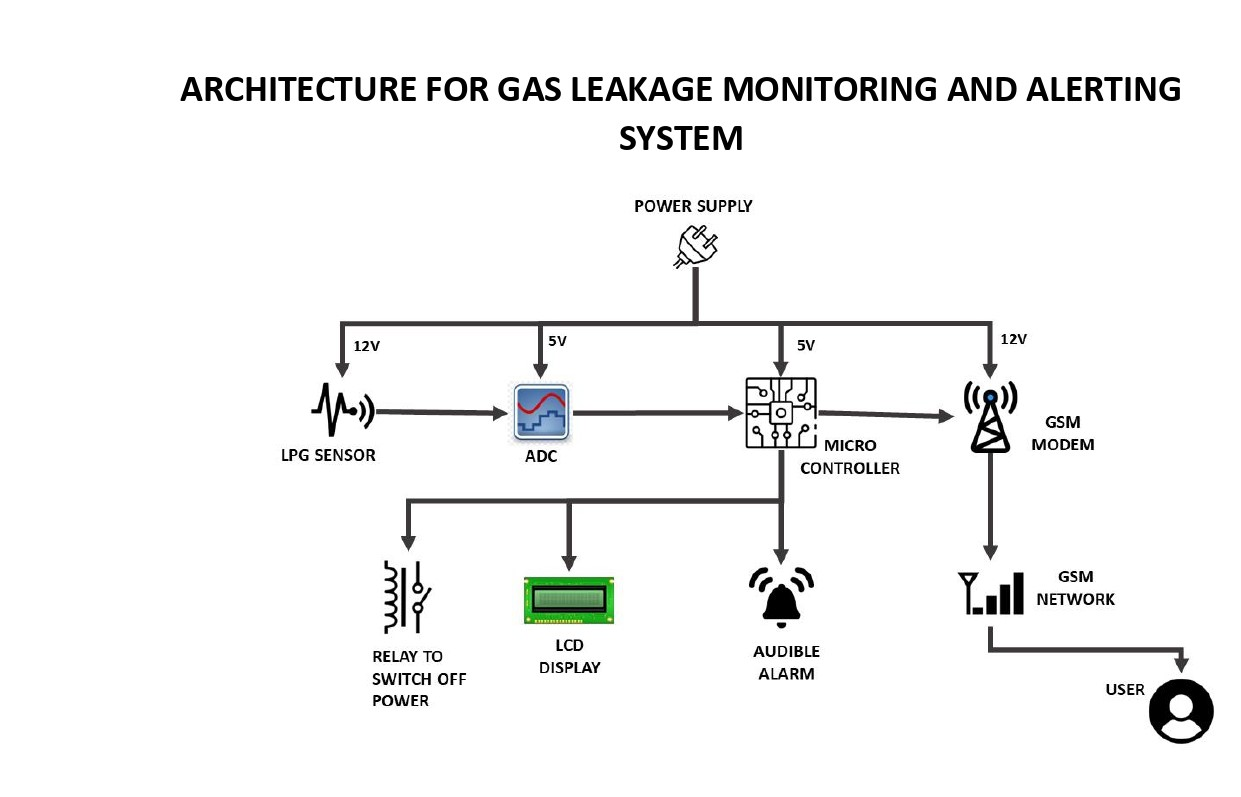 ARCHITECTURE FOR GAS LEAKAGE MONITORING AND ALERTING
SYSTEM
POWER SUPPLY
12V
5V
5V
12V
LPG SENSOR
ADC
MICRO
CONTROLLER
GSM
MODEM
RELAY TO
SWITCH OFF
POWER
LCD
DISPLAY
AUDIBLE
ALARM
GSM
NETWORK
USER